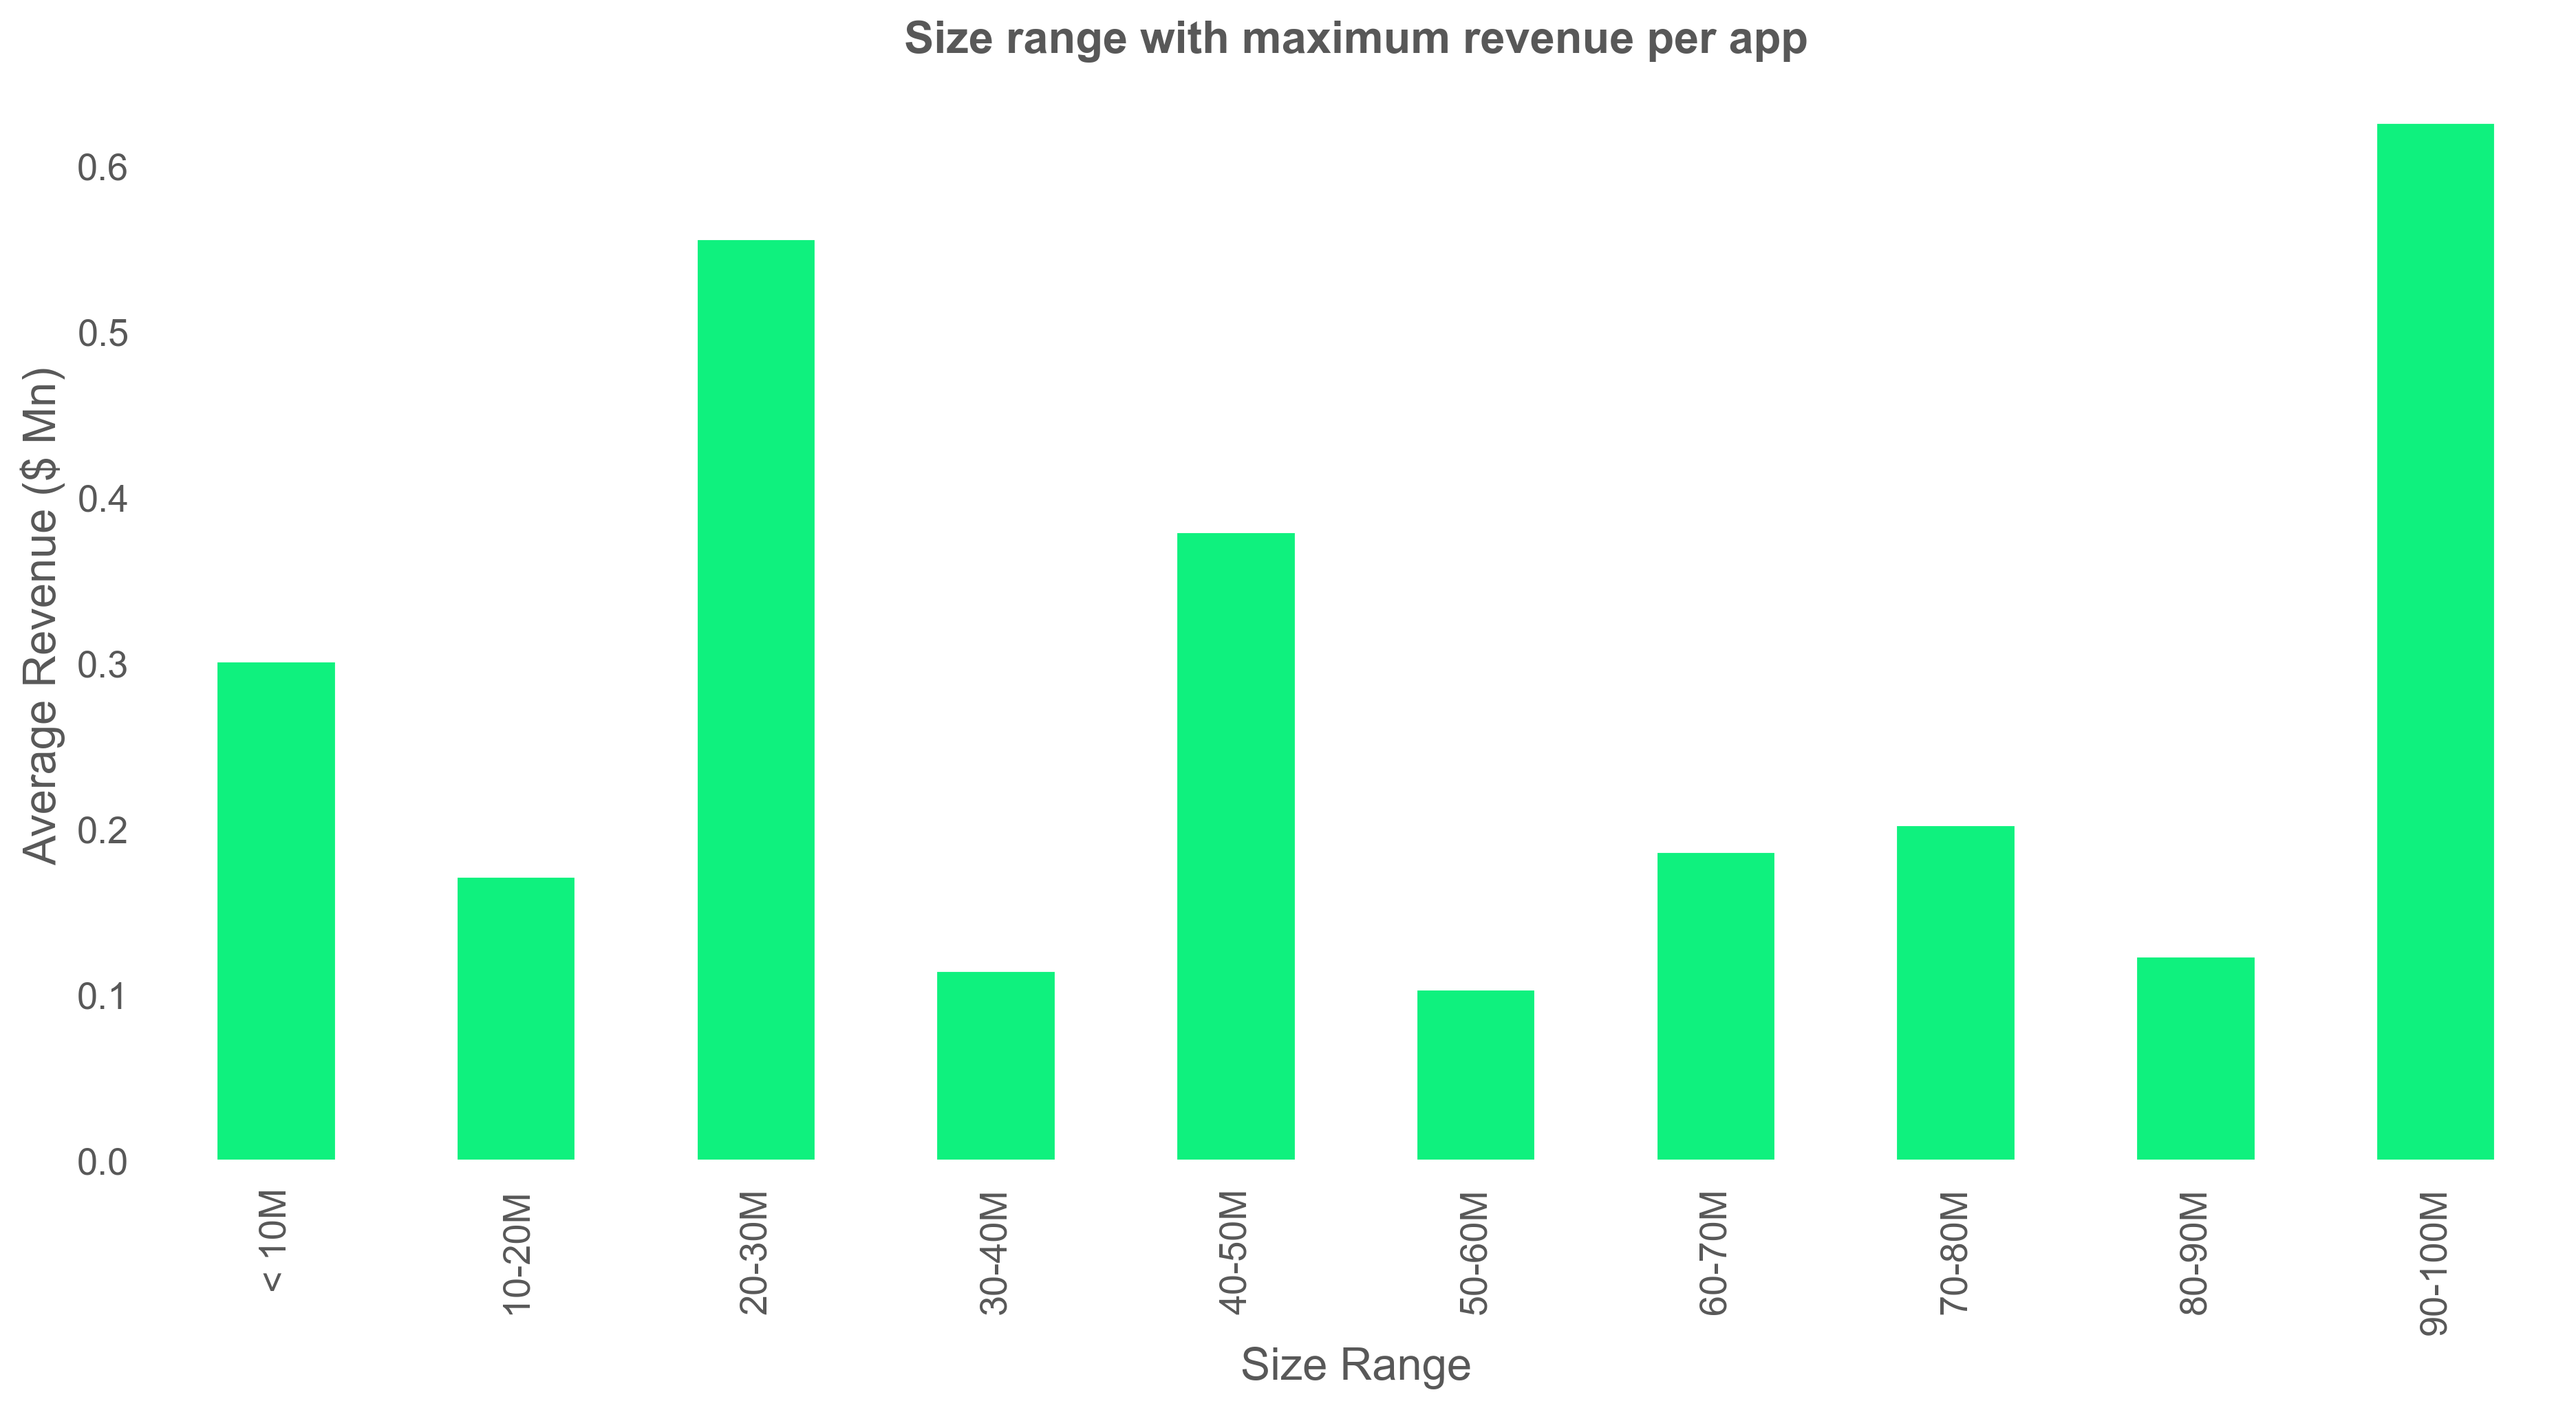 Size range with maximum revenue per app
Average Revenue ($ Mn)
0.6
0.5
0.4
0.3
0.2
0.1
0.0
< 10M
10-20M
20-30M
30-40M
40-50M
50-60M
60-70M
70-80M
80-90M
90-100M
Size Range